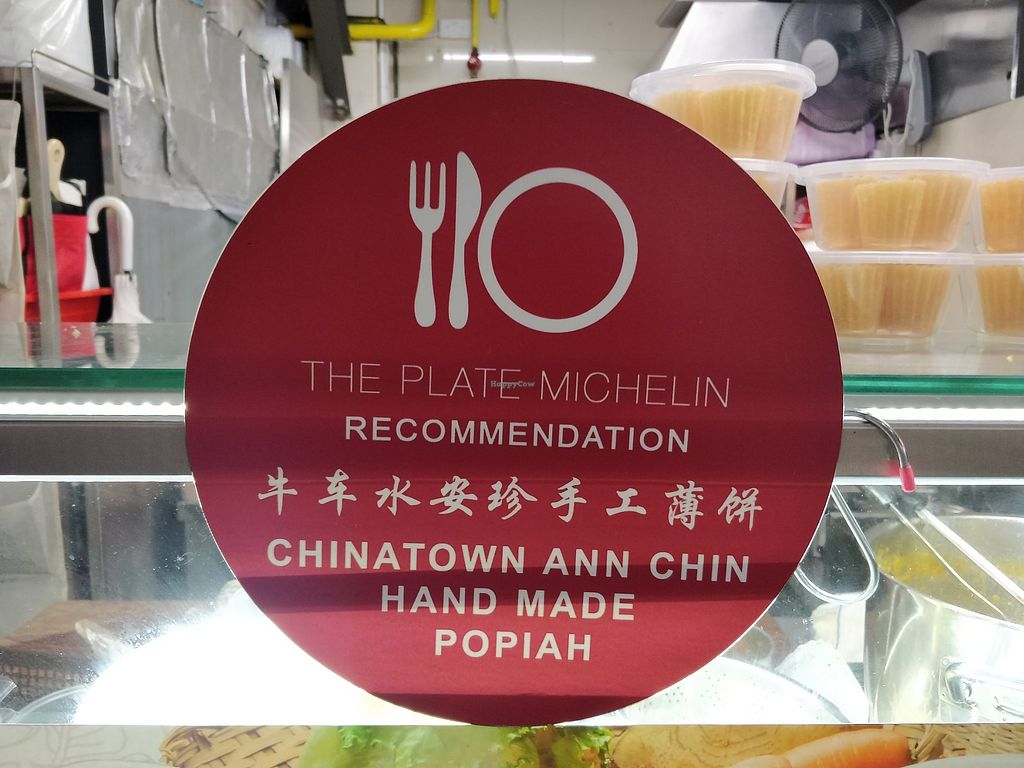 THE PLATE MICHELIN
HappyCow
RECOMMENDATION
牛车水安珍手工薄饼
CHINATOWN ANN CHIN
HAND MADE
POPIAH